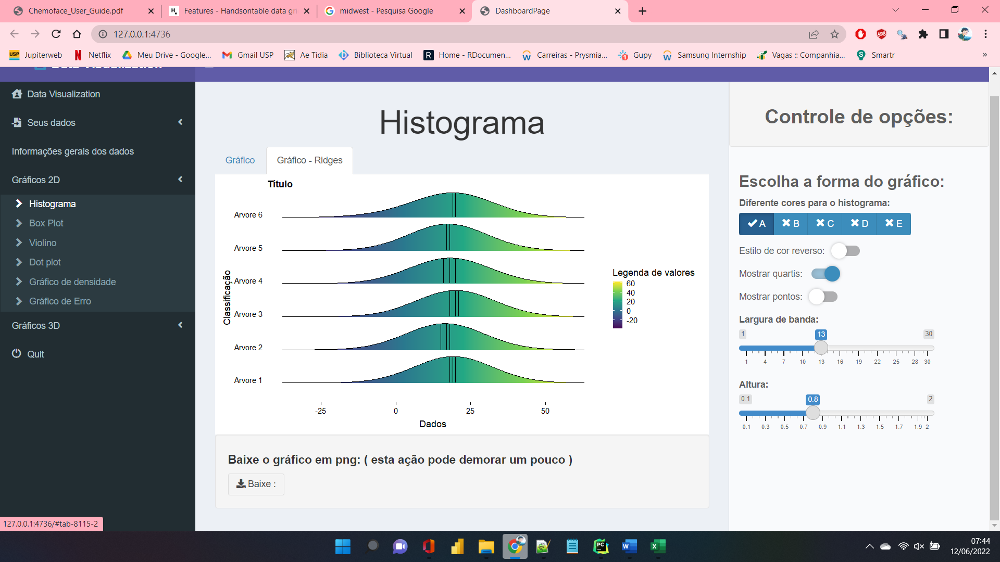 Chemoface_User_Guide.pdf
Features - Handsontable data gri
midwest - Pesquisa Google
DashboardPage
127.0.0.1:4736
Jupiterweb
Netflix
Meu Drive - Google...
Gmail USP
Ae Tidia
Biblioteca Virtual
Home - RDocumen...
Carreiras - Prysmia...
Gupy
Samsung Internship
Vagas :: Companhia...
Smartr
»
Data Visualization
Data Visualization
Seus dados
Informações gerais dos dados
Gráficos 2D
Histograma
Box Plot
Violino
Dot plot
Gráfico de densidade
Gráfico de Erro
Gráficos 3D
Quit
127.0.0.1:4736/#tab-8115-2
Histograma
Gráfico
Gráfico - Ridges
Título
Classificação
Arvore 6
Arvore 5
Arvore 4
Arvore 3
Arvore 2
Arvore 1
-25 0 25 50
Dados
Legenda de valores
60
40
20
0
-20
Baixe o gráfico em png: ( esta ação pode demorar um pouco )
Baixe :
Controle de opções:
Escolha a forma do gráfico:
Diferente cores para o histograma:
A B C D E
Estilo de cor reverso:
Mostrar quartis:
Mostrar pontos:
Largura de banda:
1 13 30
1 4 7 10 13 16 19 22 25 28 30
Altura:
0.1 0.8 2
0.1 0.3 0.5 0.7 0.9 1.1 1.3 1.5 1.7 1.9 2
07:44
12/06/2022